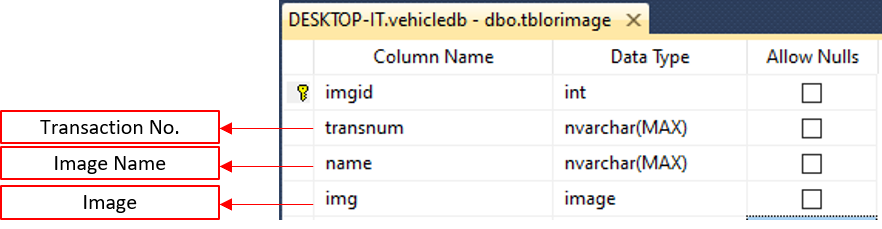 DESKTOP-IT.vehicledb - dbo.tblorimage
Column Name Data Type Allow Nulls
imgid int
Transaction No. transnum nvarchar(MAX)
Image Name name nvarchar(MAX)
Image img image